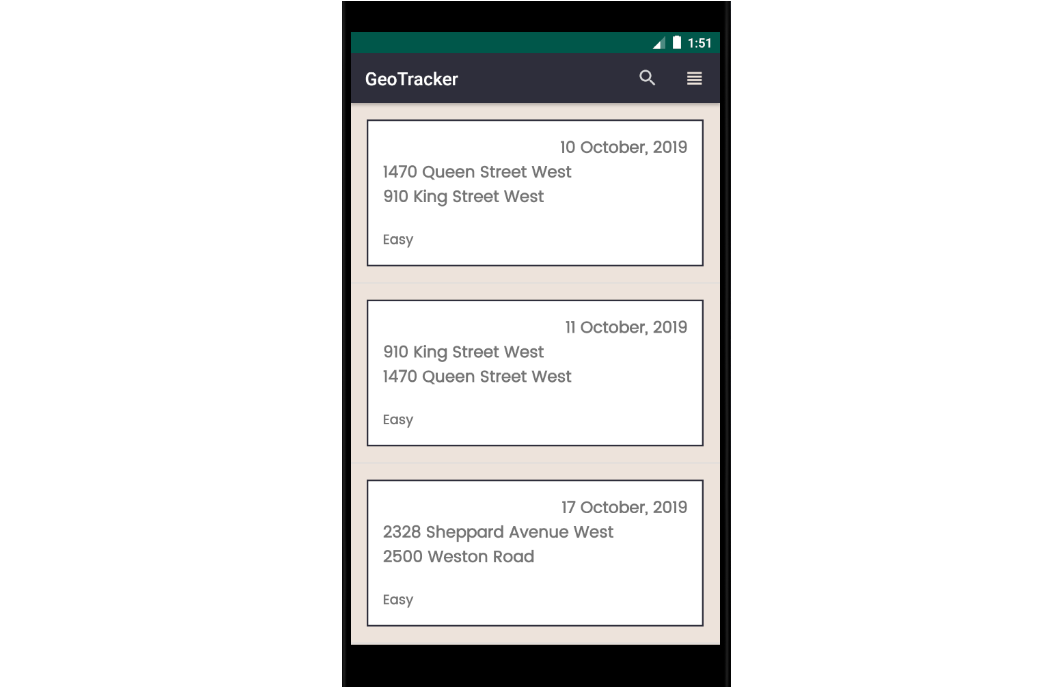 1:51
GeoTracker
10 October, 2019
1470 Queen Street West
910 King Street West
Easy
11 October, 2019
910 King Street West
1470 Queen Street West
Easy
17 October, 2019
2328 Sheppard Avenue West
2500 Weston Road
Easy